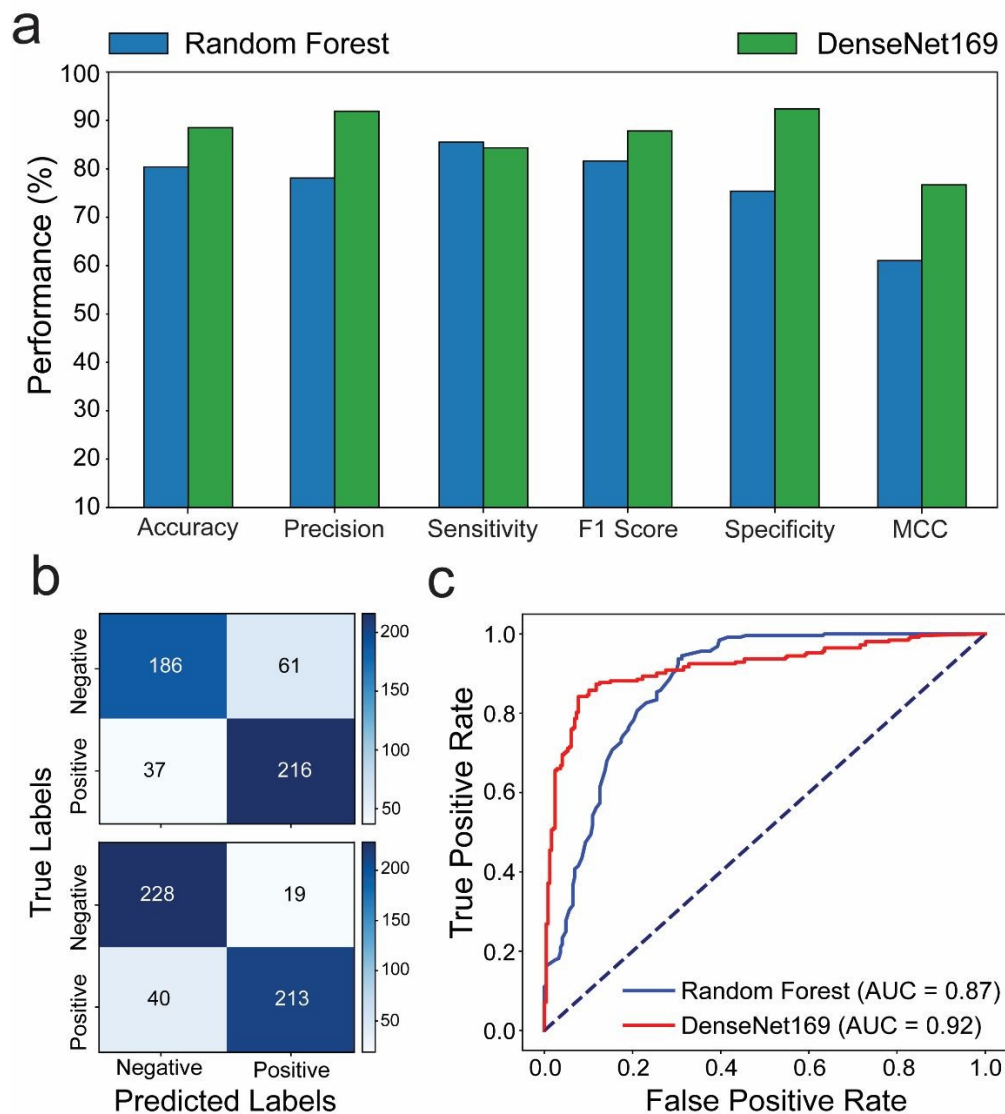 a
Random Forest
DenseNet169
Performance (%)
100
90
80
70
60
50
40
30
20
10
Accuracy
Precision
Sensitivity
F1 Score
Specificity
MCC
b
True Labels
Negative
Positive
186
61
37
216
200
150
100
50
Negative
Positive
228
19
40
213
200
150
100
50
Negative
Positive
Predicted Labels
c
True Positive Rate
1.0
0.8
0.6
0.4
0.2
0.0
Random Forest (AUC = 0.87)
DenseNet169 (AUC = 0.92)
0.0
0.2
0.4
0.6
0.8
1.0
False Positive Rate